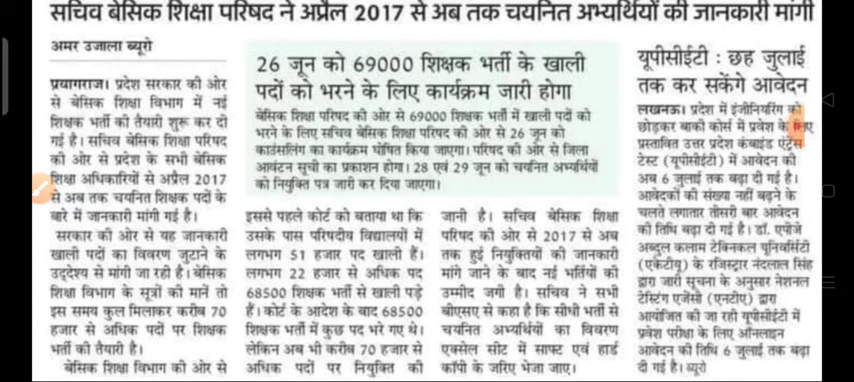 सचिव बेसिक शिक्षा परिषद ने अप्रैल 2017 से अब तक चयनित अभ्यर्थियों की जानकारी मांगी
अमर उजाला ब्यूरो
प्रयागराज। प्रदेश सरकार की ओर
से बेसिक शिक्षा विभाग में नई
शिक्षक भर्ती की तैयारी शुरू कर दी
गई है। सचिव बेसिक शिक्षा परिषद
की ओर से प्रदेश के सभी बेसिक
शिक्षा अधिकारियों से अप्रैल 2017
से अब तक चयनित शिक्षक पदों के
बारे में जानकारी मांगी गई है।
सरकार की ओर से यह जानकारी
खाली पदों का विवरण जुटाने के
उद्देश्य से मांगी जा रही है। बेसिक
शिक्षा विभाग के सूत्रों की मानें तो
इस समय कुल मिलाकर करीब 70
हजार से अधिक पदों पर शिक्षक
भर्ती की तैयारी है।
बेसिक शिक्षा विभाग की ओर से
26 जून को 69000 शिक्षक भर्ती के खाली
पदों को भरने के लिए कार्यक्रम जारी होगा
बेसिक शिक्षा परिषद की ओर से 69000 शिक्षक भर्ती में खाली पदों को
भरने के लिए सचिव बेसिक शिक्षा परिषद की ओर से 26 जून को
काउंसलिंग का कार्यक्रम घोषित किया जाएगा। परिषद की ओर से जिला
आवंटन सूची का प्रकाशन होगा। 28 एवं 29 जून को चयनित अभ्यर्थियों
को नियुक्ति पत्र जारी कर दिया जाएगा।
इससे पहले कोर्ट को बताया था कि
उसके पास परिषदीय विद्यालयों में
लगभग 51 हजार पद खाली हैं।
लगभग 22 हजार से अधिक पद
68500 शिक्षक भर्ती से खाली पड़े
हैं। कोर्ट के आदेश के बाद 68500
शिक्षक भर्ती में कुछ पद भरे गए थे।
लेकिन अब भी करीब 70 हजार से
अधिक पदों पर नियुक्ति की
जानी है। सचिव बेसिक शिक्षा
परिषद की ओर से 2017 से अब
तक हुई नियुक्तियों की जानकारी
मांगे जाने के बाद नई भर्तियों की
उम्मीद जगी है। सचिव ने सभी
बीएसए से कहा है कि सीधी भर्ती से
चयनित अभ्यर्थियों का विवरण
एक्सेल सीट में साफ्ट एवं हार्ड
कॉपी के जरिए भेजा जाए।
यूपीसीईटी : छह जुलाई
तक कर सकेंगे आवेदन
लखनऊ। प्रदेश में इंजीनियरिंग को
छोड़कर बाकी कोर्स में प्रवेश के लिए
प्रस्तावित उत्तर प्रदेश कंबाइंड एंट्रेंस
टेस्ट (यूपीसीईटी) में आवेदन की
अब 6 जुलाई तक बढ़ा दी गई है।
आवेदकों की संख्या नहीं बढ़ने के
चलते लगातार तीसरी बार आवेदन
की तिथि बढ़ा दी गई है। डॉ. एपीजे
अब्दुल कलाम टेक्निकल यूनिवर्सिटी
(एकेटीयू) के रजिस्ट्रार नंदलाल सिंह
द्वारा जारी सूचना के अनुसार नेशनल
टेस्टिंग एजेंसी (एनटीए) द्वारा
आयोजित की जा रही यूपीसीईटी में
प्रवेश परीक्षा के लिए ऑनलाइन
आवेदन की तिथि 6 जुलाई तक बढ़ा
दी गई है। ब्यूरो